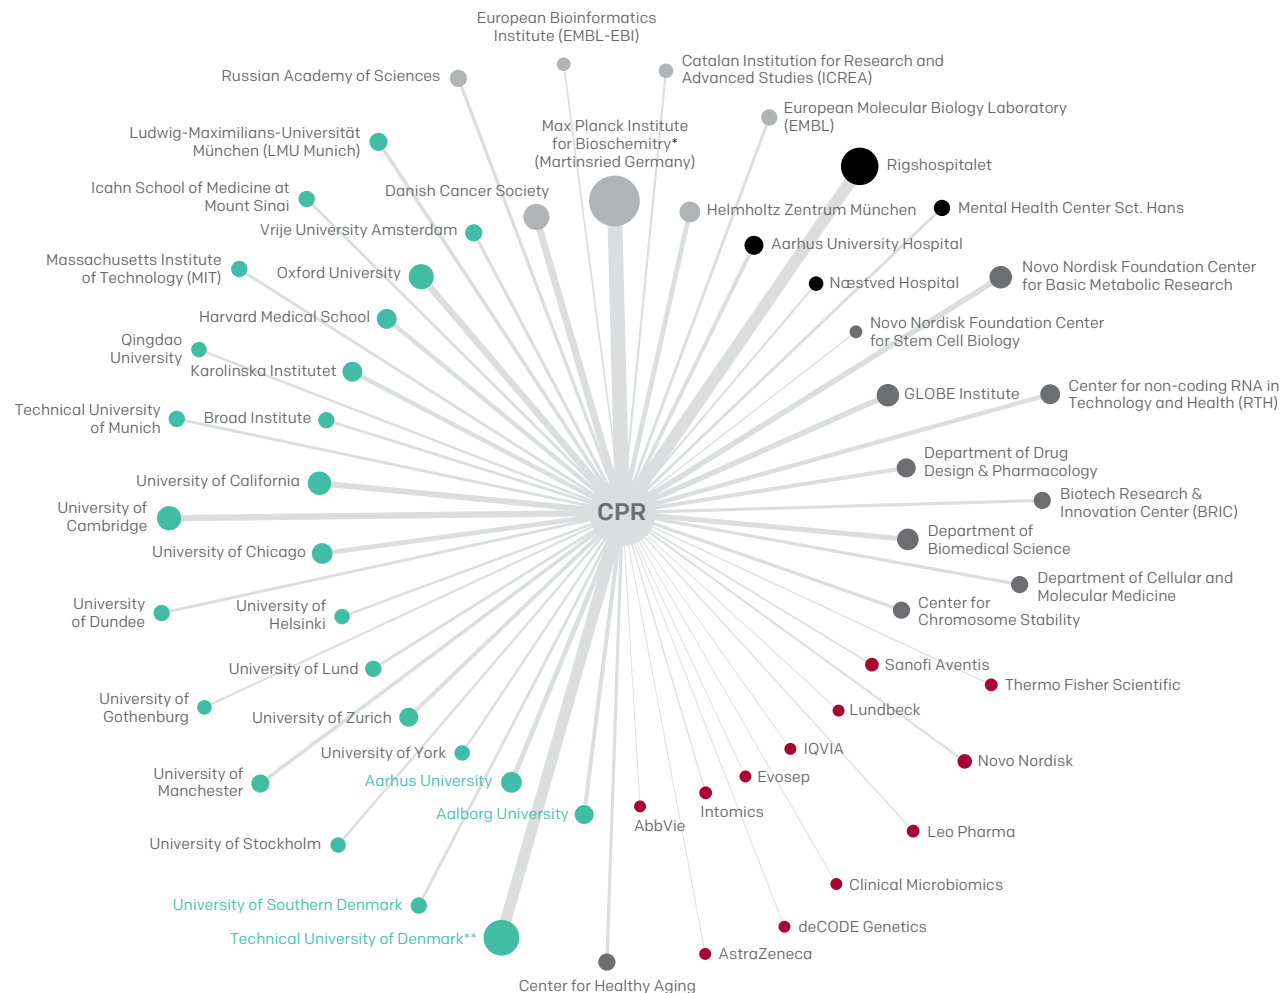 European Bioinformatics
Institute (EMBL-EBI)
Catalan Institution for Research and
Advanced Studies (ICREA)
Russian Academy of Sciences
European Molecular Biology Laboratory
(EMBL)
Max Planck Institute
for Bioschemitry*
(Martinsried Germany)
Ludwig-Maximilians-Universität
München (LMU Munich)
Rigshospitalet
Icahn School of Medicine at
Mount Sinai
Danish Cancer Society
Helmholtz Zentrum München
Mental Health Center Sct. Hans
Vrije University Amsterdam
Aarhus University Hospital
Massachusetts Institute
of Technology (MIT)
Oxford University
Næstved Hospital
Novo Nordisk Foundation Center
for Basic Metabolic Research
Harvard Medical School
Novo Nordisk Foundation Center
for Stem Cell Biology
Qingdao
University
Karolinska Institutet
GLOBE Institute
Center for non-coding RNA in
Technology and Health (RTH)
Technical University
of Munich
Broad Institute
Department of Drug
Design & Pharmacology
University of California
Biotech Research &
Innovation Center (BRIC)
University of
Cambridge
CPR
Department of
Biomedical Science
University of Chicago
Department of Cellular and
Molecular Medicine
University
of Dundee
University of
Helsinki
Center for
Chromosome Stability
University of Lund
Sanofi Aventis
Thermo Fisher Scientific
University of
Gothenburg
University of Zurich
Lundbeck
University of York
IQVIA
Novo Nordisk
University of
Manchester
Aarhus University
Evosep
Aalborg University
AbbVie
Intomics
Leo Pharma
University of Stockholm
Clinical Microbiomics
University of Southern Denmark
deCODE Genetics
Technical University of Denmark**
AstraZeneca
Center for Healthy Aging